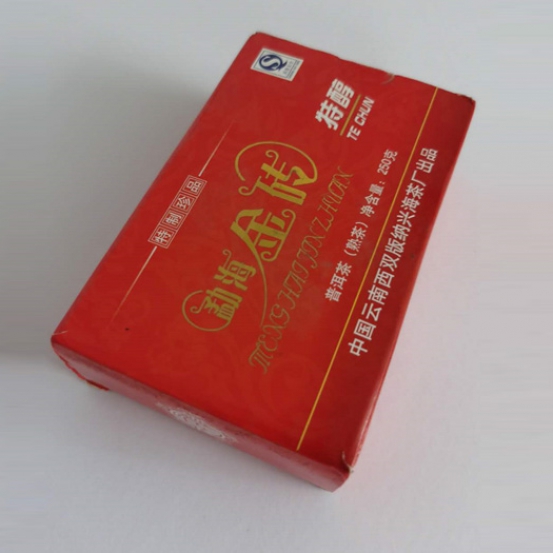 特醇
TE CHUN
特制珍品
勐海金砖
MENG HAI JIN ZHUAN
普洱茶（熟茶）净含量：250克
中国云南西双版纳兴海茶厂出品